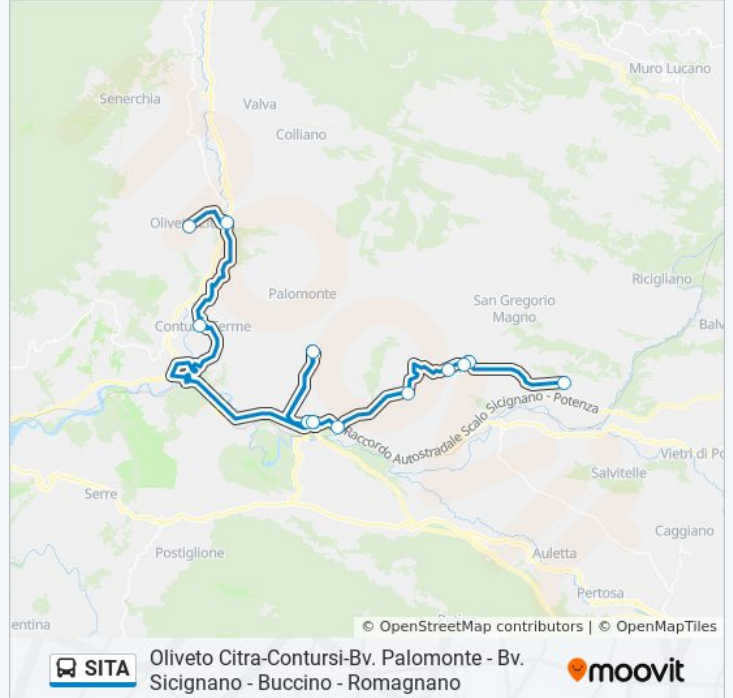 Muro Lucano
Senerchia
Valva
Colliano
Oliveto Citra
Ricigliano
Palomonte
San Gregorio
Magno
Contursi Terme
Balv
Raccordo Autostradale Scalo Sicignano - Potenza
Vietri di Po
Salvitelle
Serre
Caggiano
Postiglione
Auletta
Pertosa
entina
© OpenStreetMap contributors | © OpenMapTiles
SITA
Oliveto Citra-Contursi-Bv. Palomonte - Bv.
Sicignano - Buccino - Romagnano
moovit